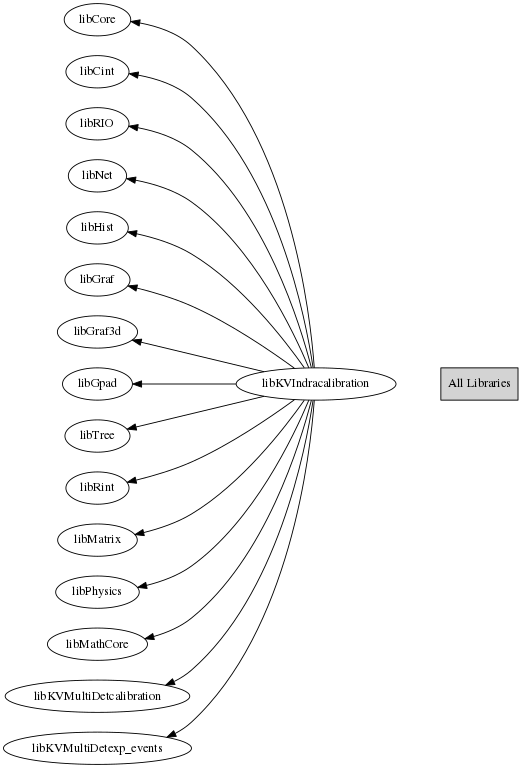 libCore
libCint
libRIO
libNet
libHist
libGraf
libGraf3d
libGpad
libKVIndracalibration
All Libraries
libTree
libRint
libMatrix
libPhysics
libMathCore
libKVMultiDetcalibration
libKVMultiDetexp_events